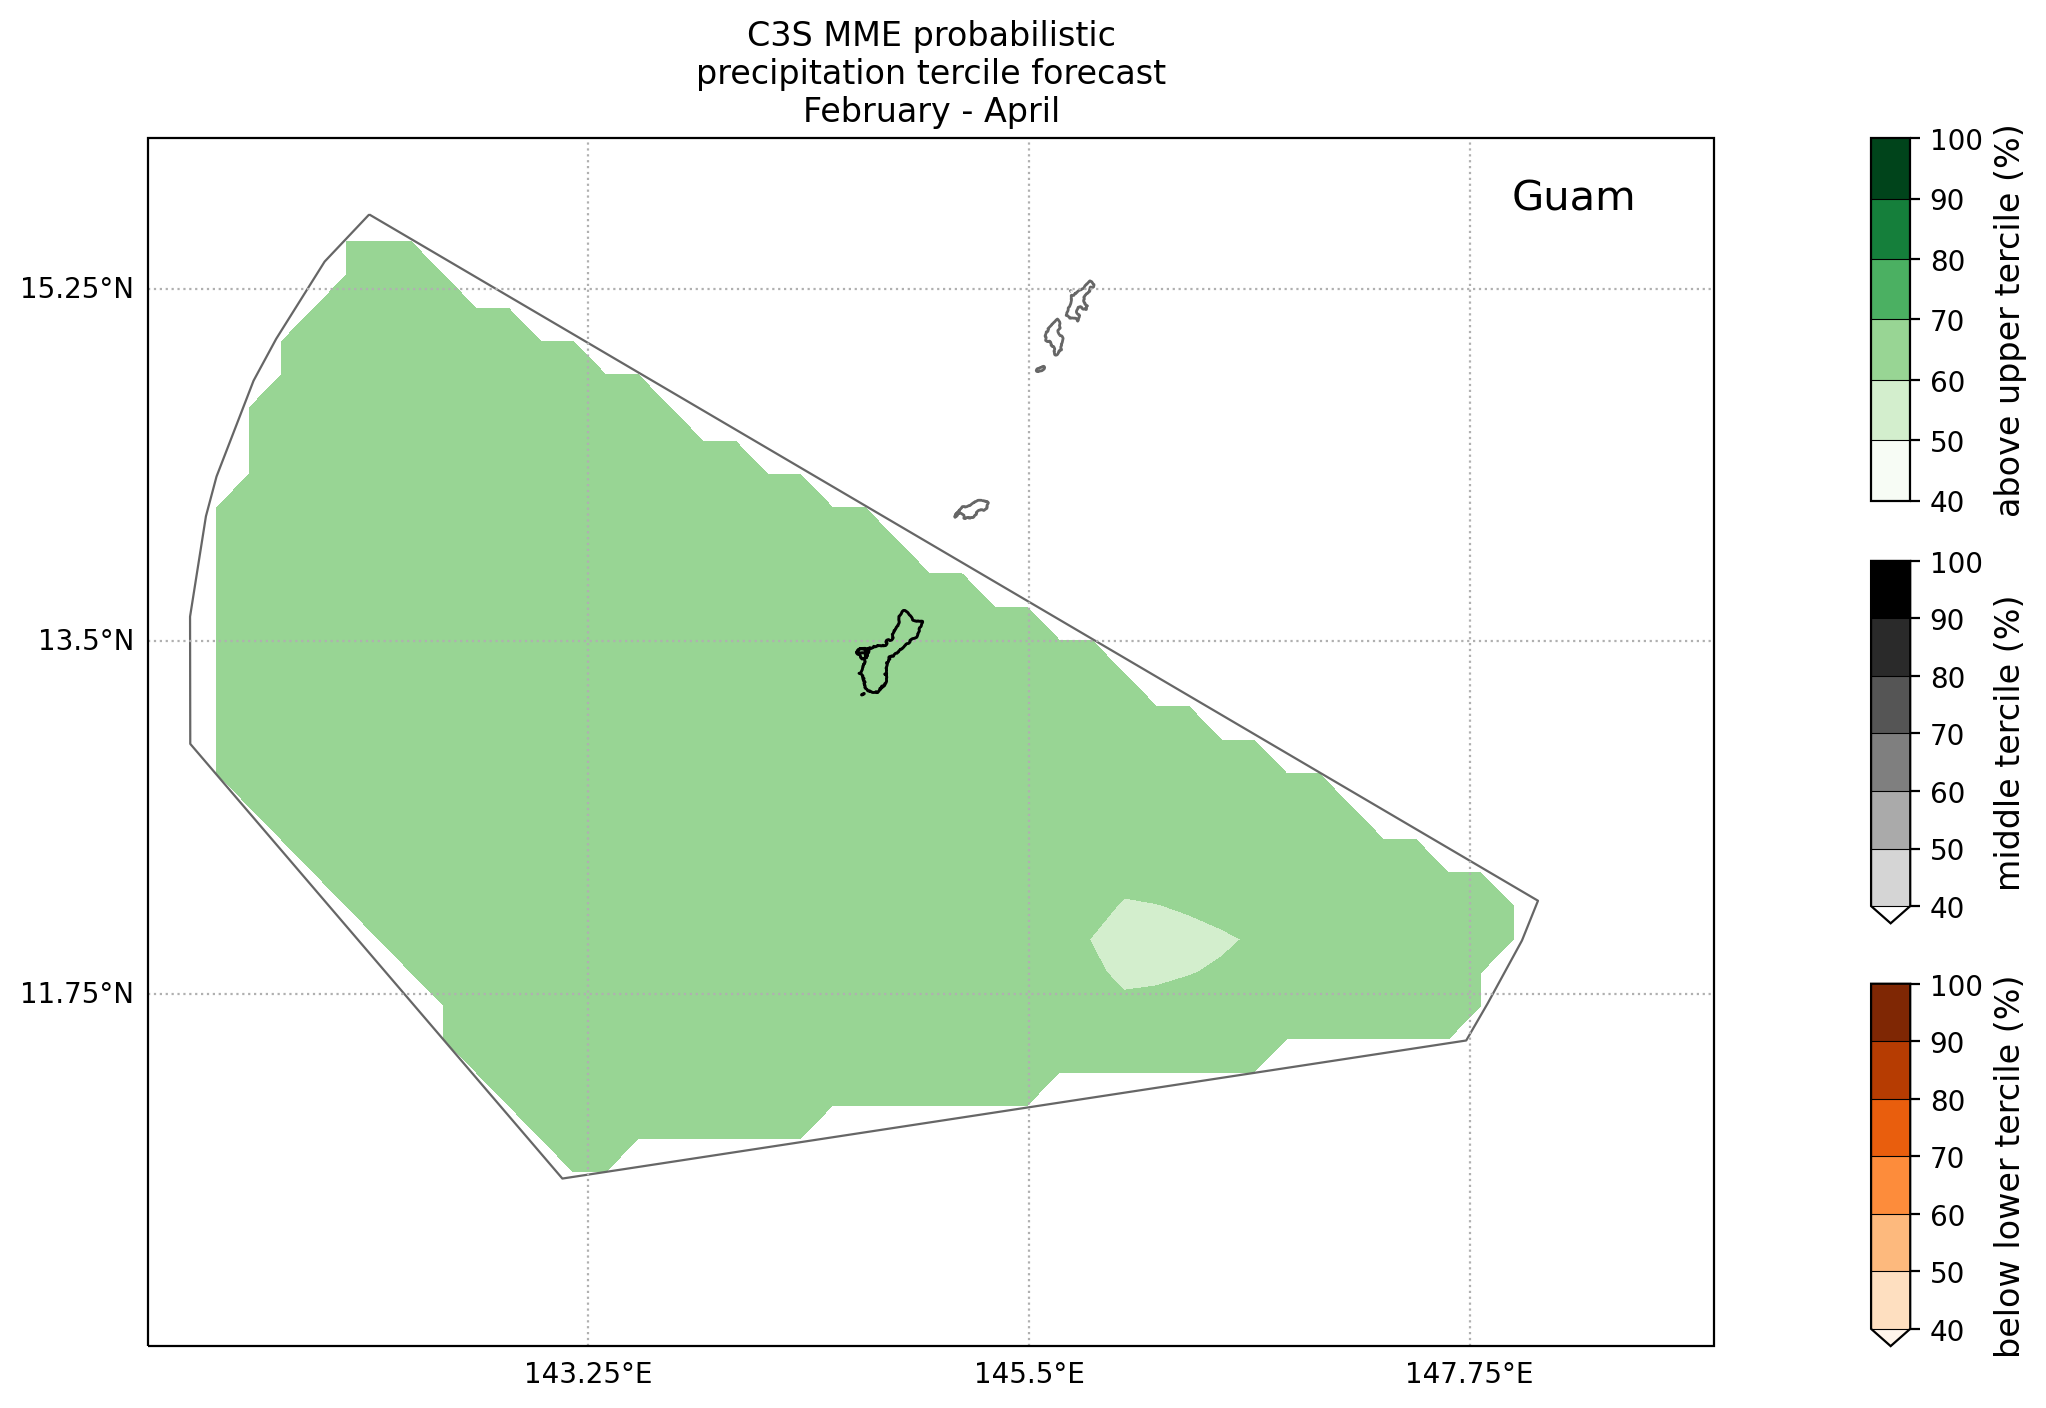 C3S MME probabilistic
precipitation tercile forecast
February - April
Guam
15.25°N
13.5°N
11.75°N
143.25°E
145.5°E
147.75°E
100
90
80
70
60
50
40
above upper tercile (%)
100
90
80
70
60
50
40
middle tercile (%)
100
90
80
70
60
50
40
below lower tercile (%)